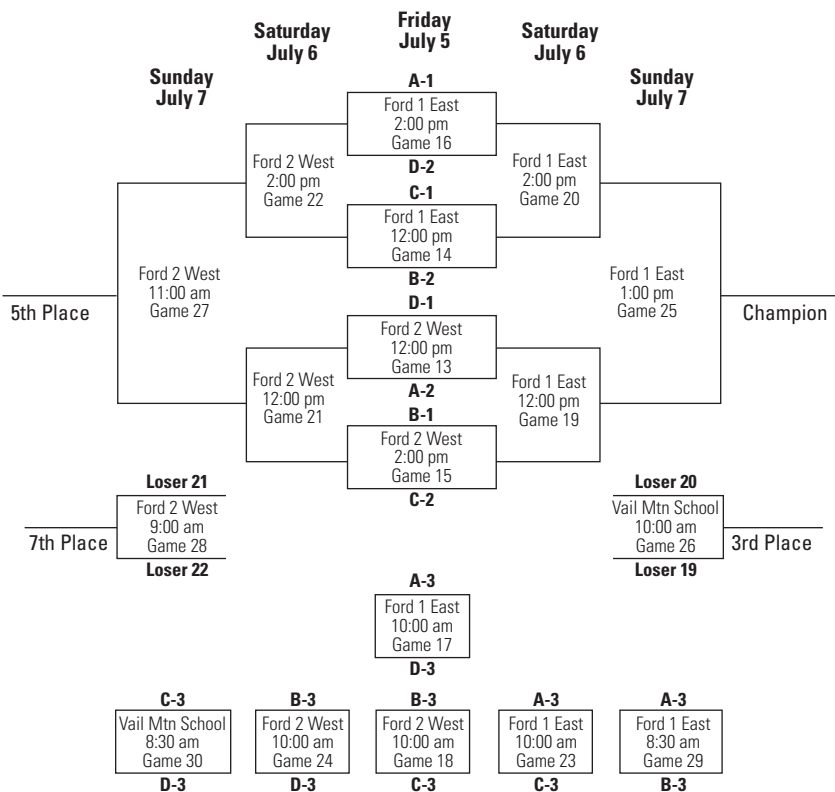 Friday
July 5
Saturday
July 6
Saturday
July 6
Sunday
July 7
Sunday
July 7
A-1
Ford 1 East
2:00 pm
Game 16
D-2
Ford 2 West
2:00 pm
Game 22
Ford 1 East
2:00 pm
Game 20
C-1
Ford 1 East
12:00 pm
Game 14
B-2
Ford 2 West
11:00 am
Game 27
Ford 1 East
1:00 pm
Game 25
5th Place
Champion
D-1
Ford 2 West
12:00 pm
Game 13
A-2
Ford 2 West
12:00 pm
Game 21
Ford 1 East
12:00 pm
Game 19
B-1
Ford 2 West
2:00 pm
Game 15
C-2
Loser 21
Ford 2 West
9:00 am
Game 28
Loser 22
7th Place
Loser 20
Vail Mtn School
10:00 am
Game 26
Loser 19
3rd Place
A-3
Ford 1 East
10:00 am
Game 17
D-3
C-3
Vail Mtn School
8:30 am
Game 30
D-3
B-3
Ford 2 West
10:00 am
Game 24
D-3
B-3
Ford 2 West
10:00 am
Game 18
C-3
A-3
Ford 1 East
10:00 am
Game 23
C-3
A-3
Ford 1 East
8:30 am
Game 29
B-3